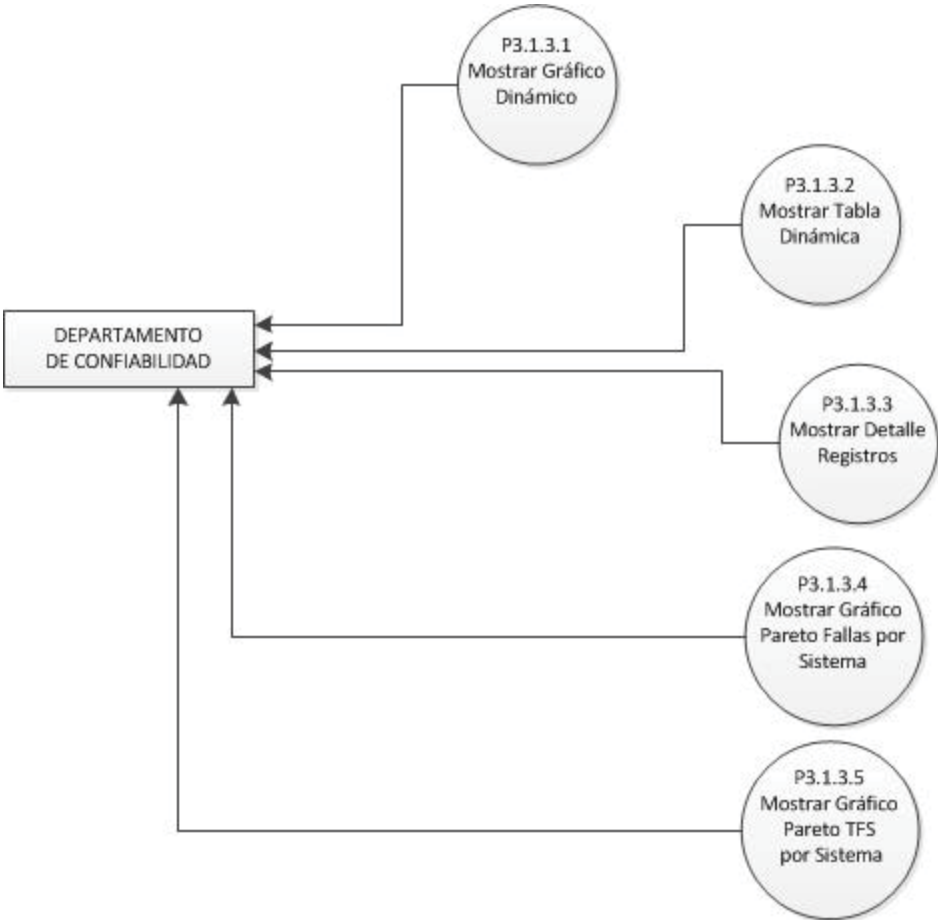 P3.1.3.1
Mostrar Gráfico
Dinámico
P3.1.3.2
Mostrar Tabla
Dinámica
DEPARTAMENTO
DE CONFIABILIDAD
P3.1.3.3
Mostrar Detalle
Registros
P3.1.3.4
Mostrar Gráfico
Pareto Fallas por
Sistema
P3.1.3.5
Mostrar Gráfico
Pareto TFS
por Sistema